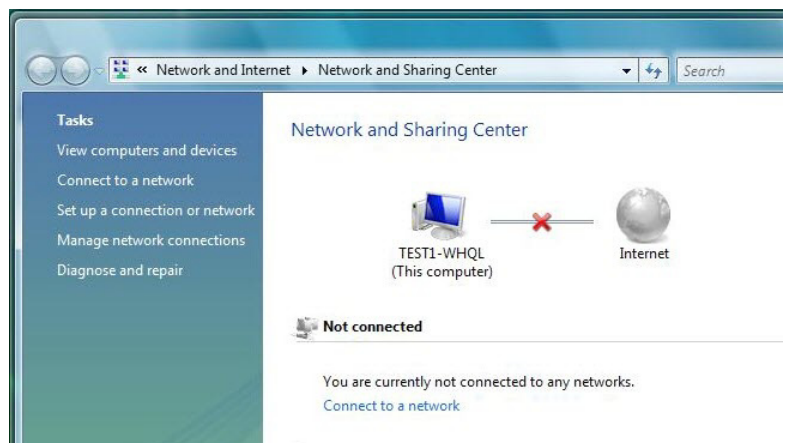 « Network and Internet ▸ Network and Sharing Center
Search
Tasks
View computers and devices
Connect to a network
Set up a connection or network
Manage network connections
Diagnose and repair
Network and Sharing Center
TEST1-WHQL
(This computer)
Internet
Not connected
You are currently not connected to any networks.
Connect to a network